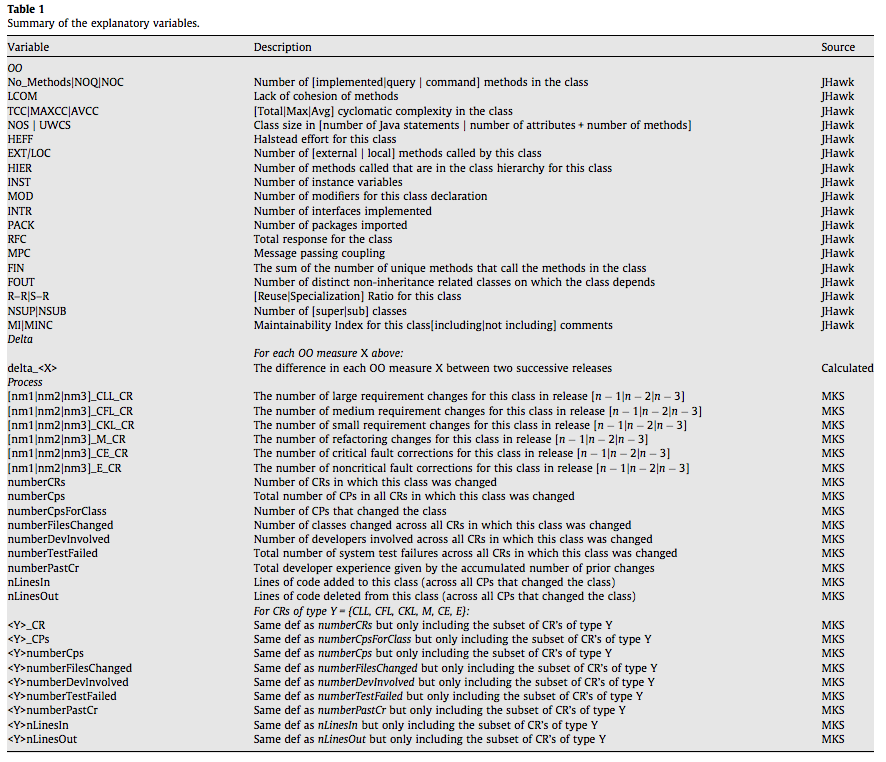 Table 1
Summary of the explanatory variables.
Variable Description Source
OO
No_Methods|NOQ|NOC Number of [implemented|query | command] methods in the class JHawk
LCOM Lack of cohesion of methods JHawk
TCC|MAXCC|AVCC [Total|Max|Avg] cyclomatic complexity in the class JHawk
NOS | UWCS Class size in [number of Java statements | number of attributes + number of methods] JHawk
HEFF Halstead effort for this class JHawk
EXT/LOC Number of [external | local] methods called by this class JHawk
HIER Number of methods called that are in the class hierarchy for this class JHawk
INST Number of instance variables JHawk
MOD Number of modifiers for this class declaration JHawk
INTR Number of interfaces implemented JHawk
PACK Number of packages imported JHawk
RFC Total response for the class JHawk
MPC Message passing coupling JHawk
FIN The sum of the number of unique methods that call the methods in the class JHawk
FOUT Number of distinct non-inheritance related classes on which the class depends JHawk
R–R|S–R [Reuse|Specialization] Ratio for this class JHawk
NSUP|NSUB Number of [super|sub] classes JHawk
MI|MINC Maintainability Index for this class[including|not including] comments JHawk
Delta
For each OO measure X above:
delta_<X> The difference in each OO measure X between two successive releases Calculated
Process
[nm1|nm2|nm3]_CLL_CR The number of large requirement changes for this class in release [n − 1|n − 2|n − 3] MKS
[nm1|nm2|nm3]_CFL_CR The number of medium requirement changes for this class in release [n − 1|n − 2|n − 3] MKS
[nm1|nm2|nm3]_CKL_CR The number of small requirement changes for this class in release [n − 1|n − 2|n − 3] MKS
[nm1|nm2|nm3]_M_CR The number of refactoring changes for this class in release [n − 1|n − 2|n − 3] MKS
[nm1|nm2|nm3]_CE_CR The number of critical fault corrections for this class in release [n − 1|n − 2|n − 3] MKS
[nm1|nm2|nm3]_E_CR The number of noncritical fault corrections for this class in release [n − 1|n − 2|n − 3] MKS
numberCRs Number of CRs in which this class was changed MKS
numberCps Total number of CPs in all CRs in which this class was changed MKS
numberCpsForClass Number of CPs that changed the class MKS
numberFilesChanged Number of classes changed across all CRs in which this class was changed MKS
numberDevInvolved Number of developers involved across all CRs in which this class was changed MKS
numberTestFailed Total number of system test failures across all CRs in which this class was changed MKS
numberPastCr Total developer experience given by the accumulated number of prior changes MKS
nLinesIn Lines of code added to this class (across all CPs that changed the class) MKS
nLinesOut Lines of code deleted from this class (across all CPs that changed the class) MKS
For CRs of type Y = {CLL, CFL, CKL, M, CE, E}:
<Y>_CR Same def as numberCRs but only including the subset of CR's of type Y MKS
<Y>_CPs Same def as numberCpsForClass but only including the subset of CR's of type Y MKS
<Y>numberCps Same def as numberCps but only including the subset of CR's of type Y MKS
<Y>numberFilesChanged Same def as numberFilesChanged but only including the subset of CR's of type Y MKS
<Y>numberDevInvolved Same def as numberDevInvolved but only including the subset of CR's of type Y MKS
<Y>numberTestFailed Same def as numberTestFailed but only including the subset of CR's of type Y MKS
<Y>numberPastCr Same def as numberPastCr but only including the subset of CR's of type Y MKS
<Y>nLinesIn Same def as nLinesIn but only including the subset of CR's of type Y MKS
<Y>nLinesOut Same def as nLinesOut but only including the subset of CR's of type Y MKS